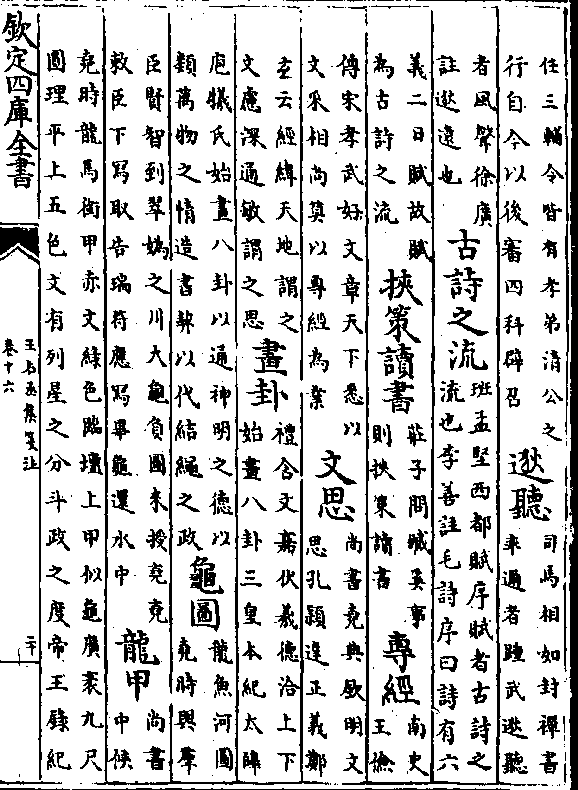 任三輔令皆有孝弟清公之
行自今以後審四科辟召
逖聽
司馬相如封禪書
率邇者踵武逖聽
者風聲徐廣
註逖遠也
古詩之流
班孟堅西都賦序賦者古詩之
流也李善註毛詩序曰詩有六
義二曰賦故賦
為古詩之流
挾策讀書
莊子問臧奚事
則挾策讀書
專經
南史
王儉
傳宋孝武好文章天下悉以
文采相尚莫以專經為業
文思
尚書堯典欽明文
思孔穎達正義鄭
玄云經緯天地謂之
文慮深通敏謂之思
畫卦
禮含文嘉伏羲德洽上下
始畫八卦三皇本紀太皞
庖犧氏始畫八卦以通神明之德以
類萬物之情造書契以代結繩之政
龜圖
龍魚河圖
堯時與羣
臣賢智到翠媯之川大龜負圖來授堯堯
敕臣下寫取告瑞符應寫畢龜還水中
龍甲
尚書
中候
堯時龍馬銜甲赤文綠色臨壇上甲似龜廣袤九尺
圓理平上五色文有列星之分斗政之度帝王錄紀
欽定四庫全書
王右丞集箋注
卷十六
二十